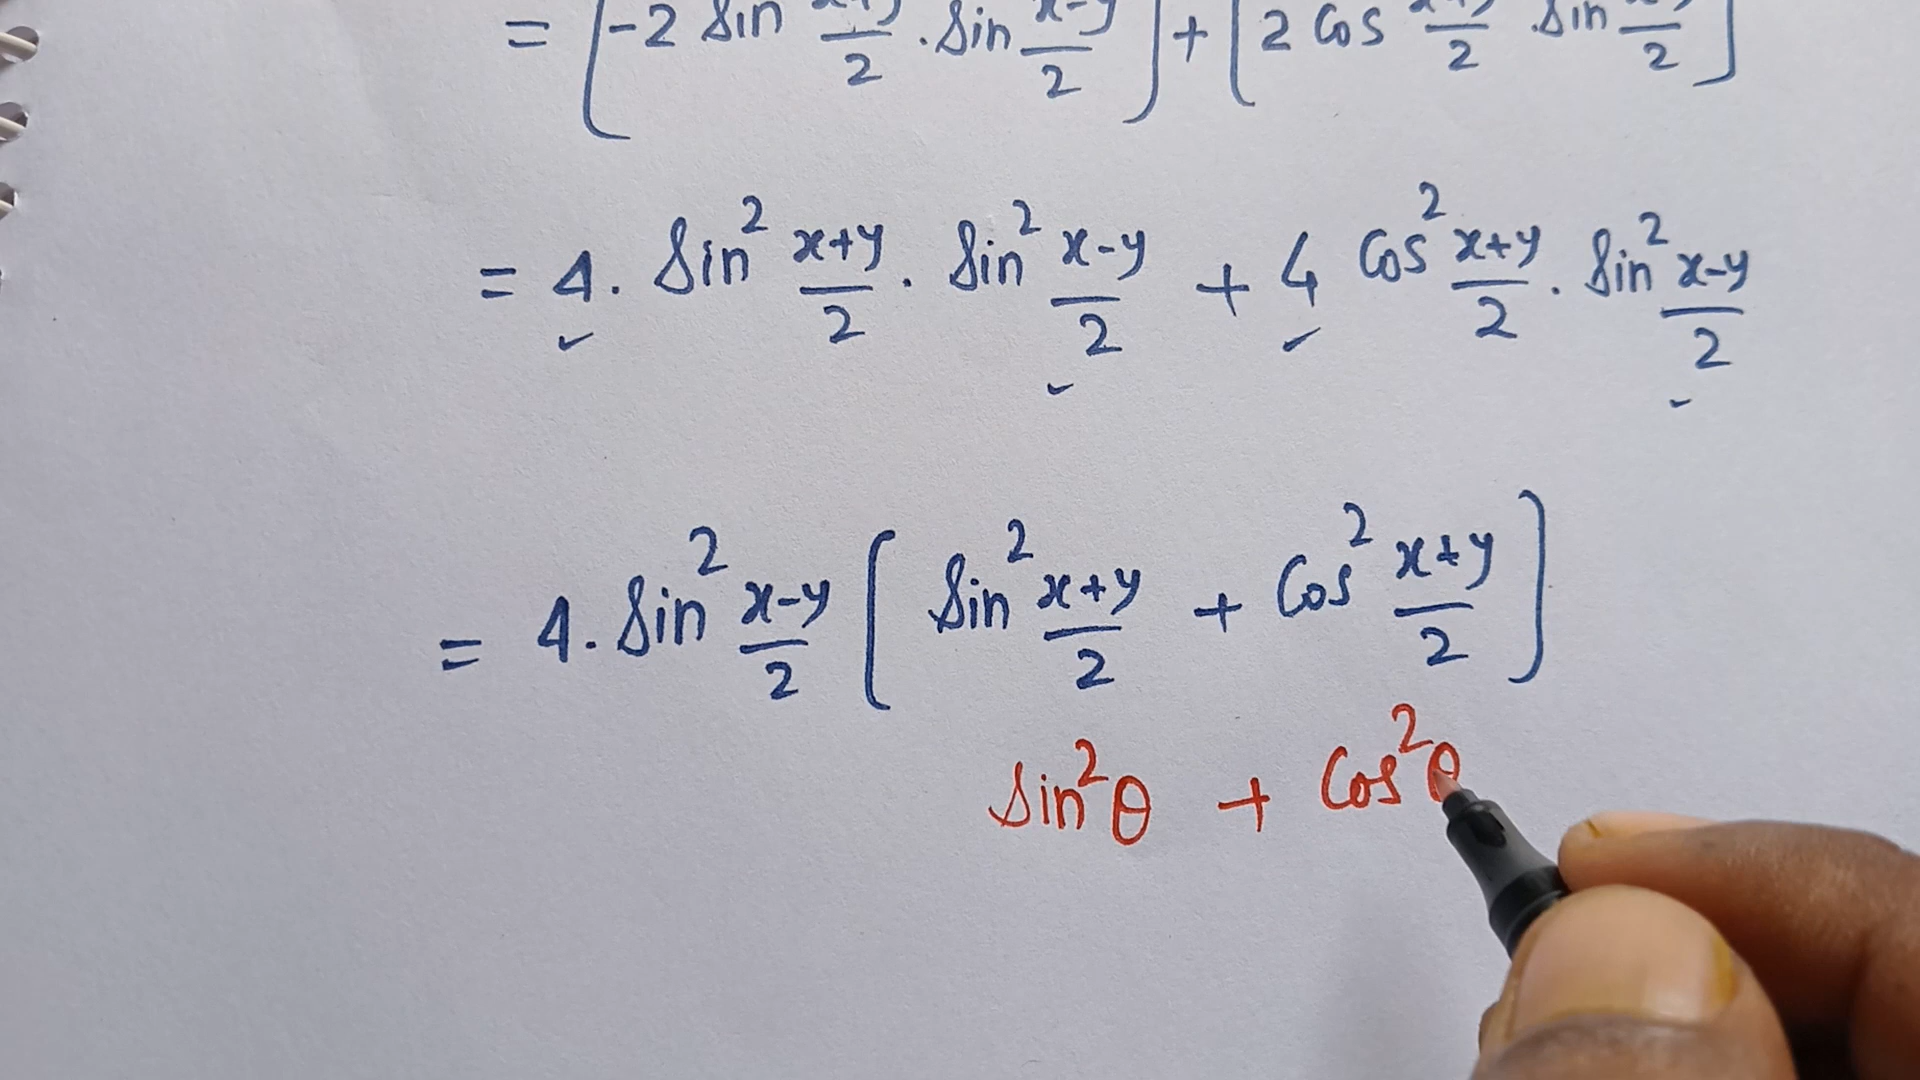 = [-2 Sin x+y/2 . Sin x-y/2] + [2 Cos x+y/2 . Sin x-y/2]
= 4 . Sin² x+y/2 . Sin² x-y/2 + 4 Cos² x+y/2 . Sin² x-y/2
= 4 . Sin² x-y/2 [ Sin² x+y/2 + Cos² x+y/2 ]
Sin²θ + Cos²θ